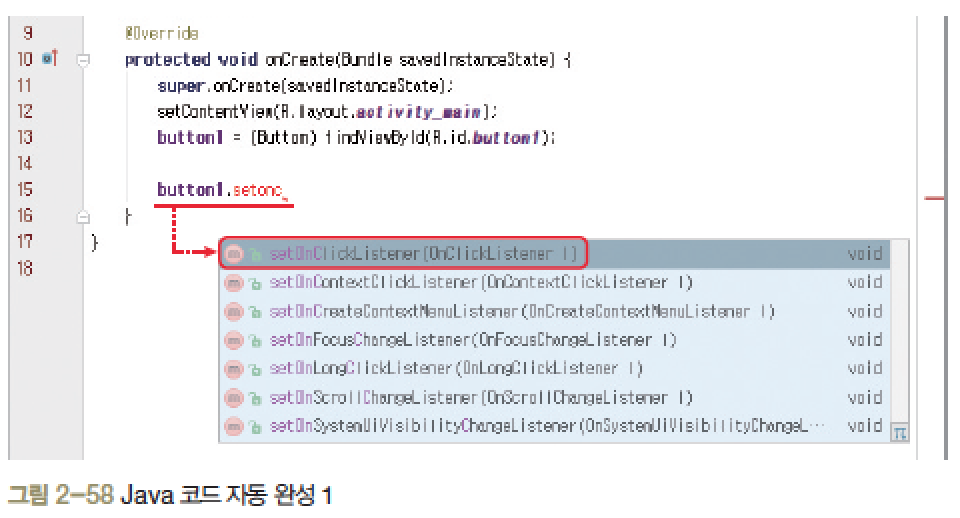 9 @Override
10 protected void onCreate(Bundle savedInstanceState) {
11 super.onCreate(savedInstanceState);
12 setContentView(R.layout.activity_main);
13 button1 = (Button) findViewById(R.id.button1);
14
15 button1.setonc
16 }
17 }
18
m setOnClickListener(OnClickListener l) void
m setOnContextClickListener(OnContextClickListener l) void
m setOnCreateContextMenuListener(OnCreateContextMenuListener l) void
m setOnFocusChangeListener(OnFocusChangeListener l) void
m setOnLongClickListener(OnLongClickListener l) void
m setOnScrollChangeListener(OnScrollChangeListener l) void
m setOnSystemUiVisibilityChangeListener(OnSystemUiVisibilityChangeL… void
π
그림 2-58 Java 코드 자동 완성 1